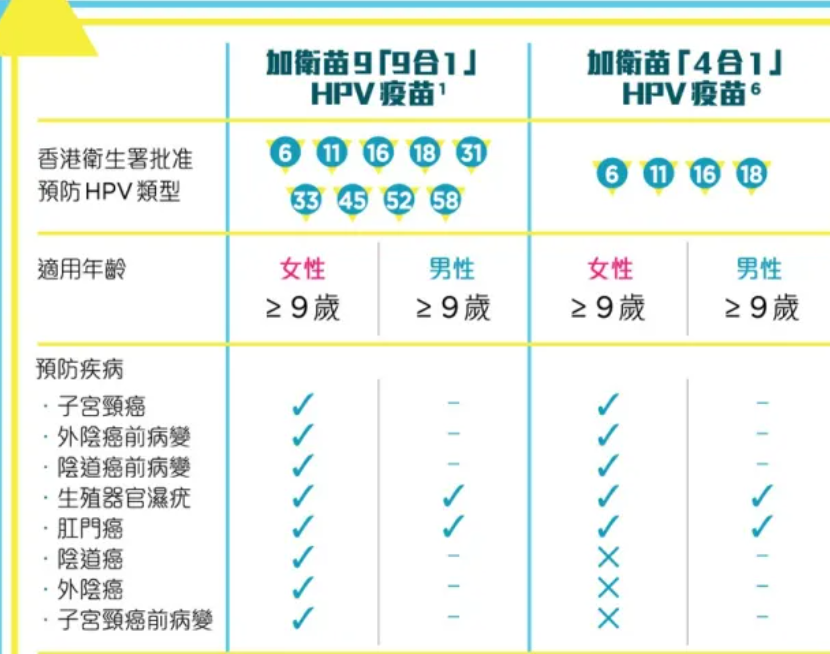 加衛苗9「9合1」
HPV疫苗¹
加衛苗「4合1」
HPV疫苗⁶
香港衛生署批准
預防HPV類型
6 11 16 18 31
33 45 52 58
6 11 16 18
適用年齡
女性 男性 女性 男性
≥ 9歲 ≥ 9歲 ≥ 9歲 ≥ 9歲
預防疾病
· 子宮頸癌 ✓ – ✓ –
· 外陰癌前病變 ✓ – ✓ –
· 陰道癌前病變 ✓ – ✓ –
· 生殖器官濕疣 ✓ ✓ ✓ ✓
· 肛門癌 ✓ ✓ ✓ ✓
· 陰道癌 ✓ – × –
· 外陰癌 ✓ – × –
· 子宮頸癌前病變 ✓ – × –